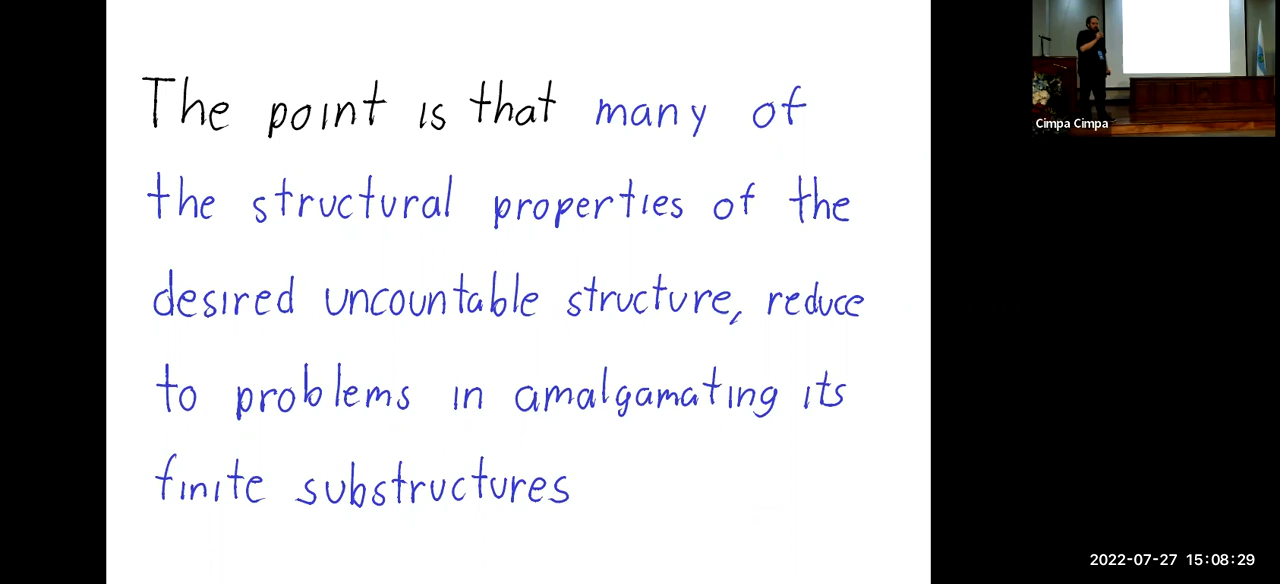 The point is that many of
the structural properties of the
desired uncountable structure, reduce
to problems in amalgamating its
finite substructures
Cimpa Cimpa
2022-07-27 15:08:29